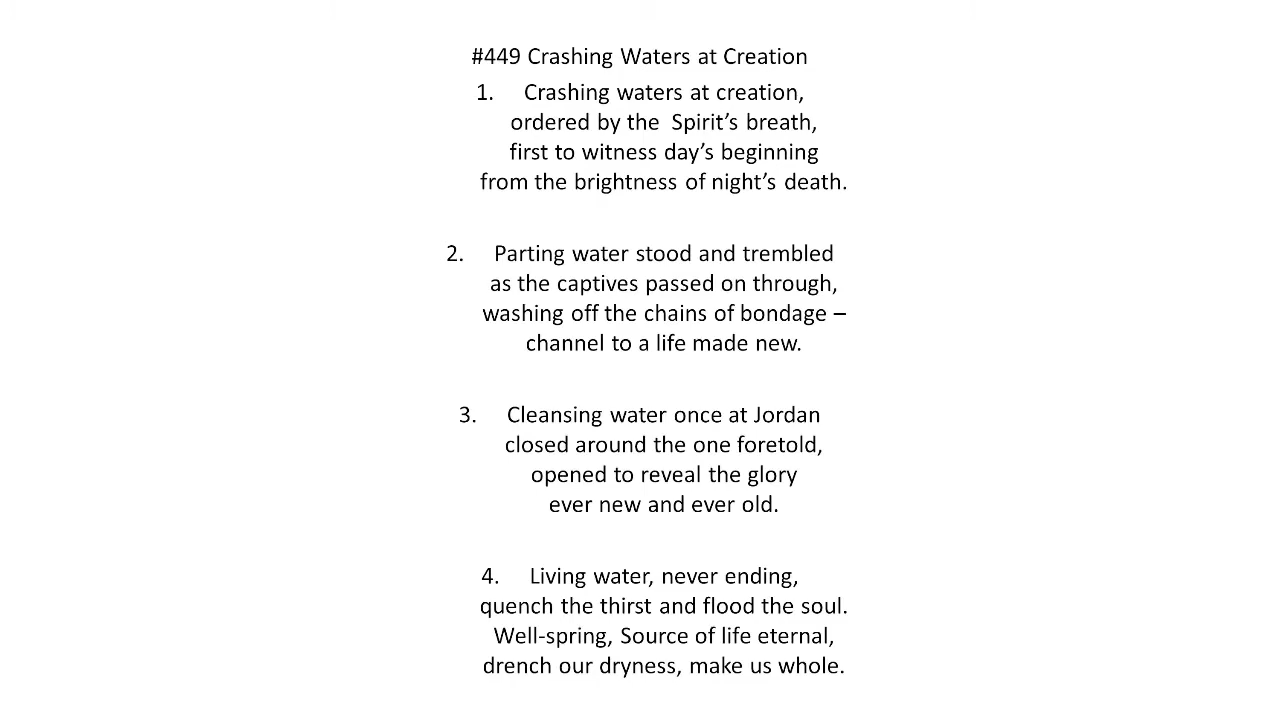 #449 Crashing Waters at Creation
1. Crashing waters at creation,
ordered by the  Spirit’s breath,
first to witness day’s beginning
from the brightness of night’s death.
2. Parting water stood and trembled
as the captives passed on through,
washing off the chains of bondage –
channel to a life made new.
3. Cleansing water once at Jordan
closed around the one foretold,
opened to reveal the glory
ever new and ever old.
4. Living water, never ending,
quench the thirst and flood the soul.
Well-spring, Source of life eternal,
drench our dryness, make us whole.